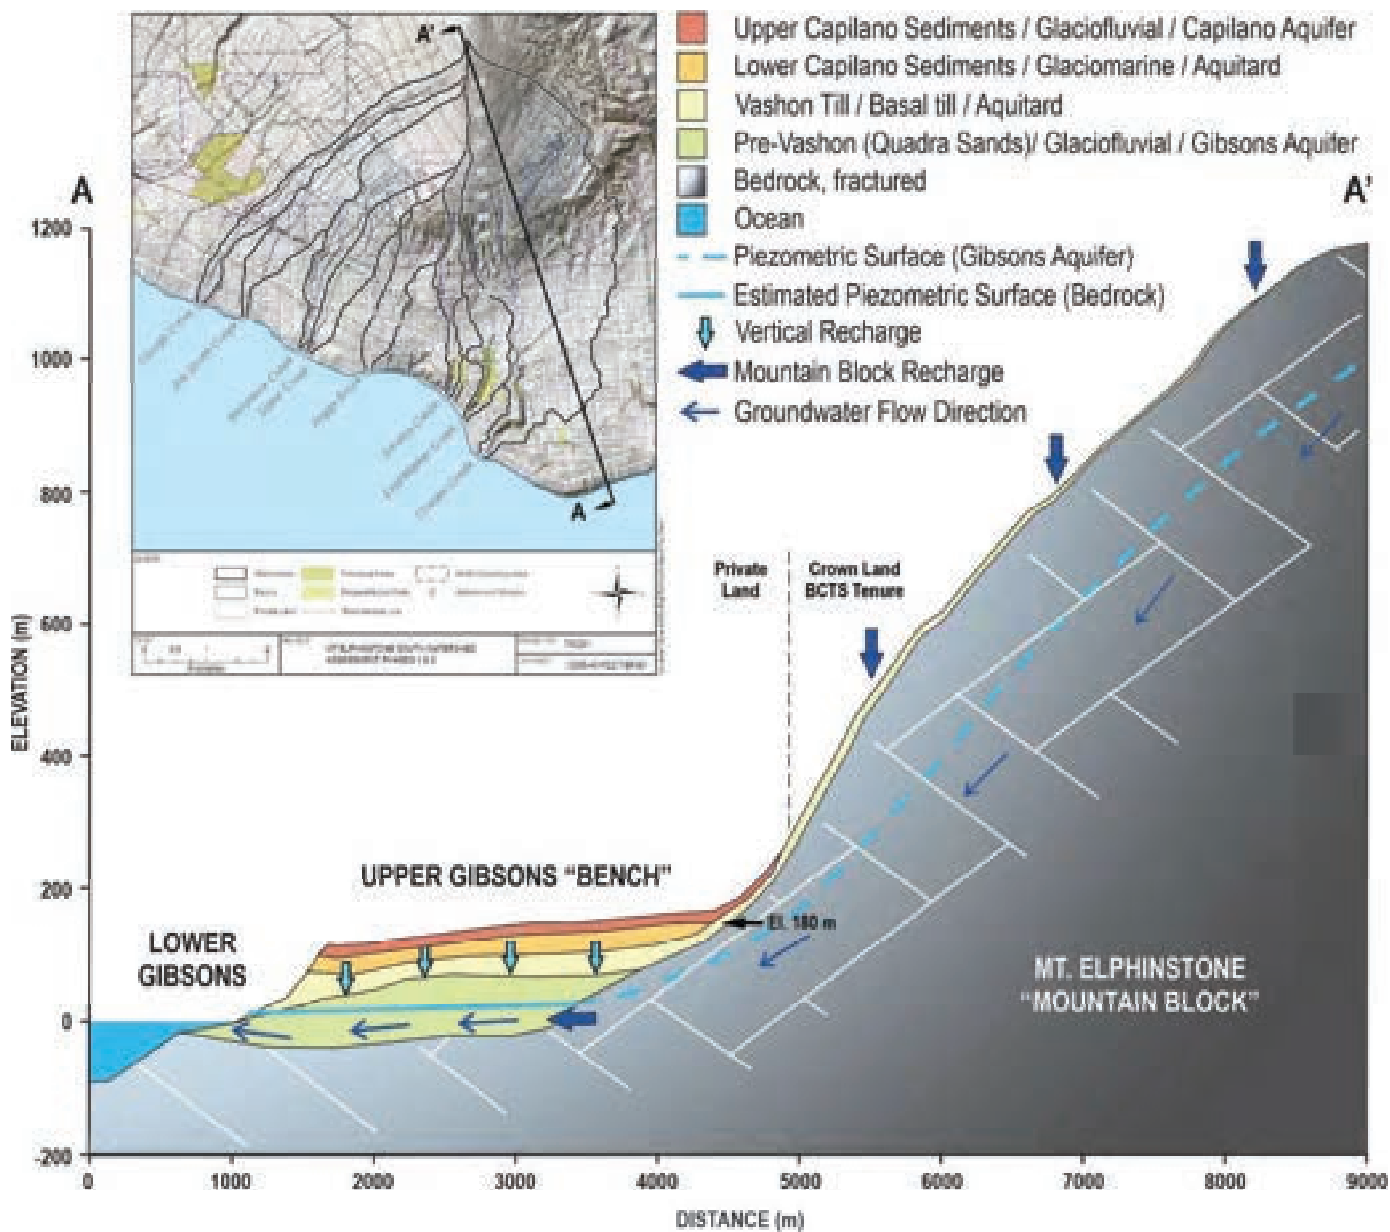 A'
A
Upper Capilano Sediments / Glaciofluvial / Capilano Aquifer
Lower Capilano Sediments / Glaciomarine / Aquitard
Vashon Till / Basal till / Aquitard
Pre-Vashon (Quadra Sands)/ Glaciofluvial / Gibsons Aquifer
Bedrock, fractured
Ocean
Piezometric Surface (Gibsons Aquifer)
Estimated Piezometric Surface (Bedrock)
Vertical Recharge
Mountain Block Recharge
Groundwater Flow Direction
A
A'
1200
1000
800
600
400
200
0
-200
ELEVATION (m)
Private
Land
Crown Land
BCTS Tenure
UPPER GIBSONS "BENCH"
El. 180 m
LOWER
GIBSONS
MT. ELPHINSTONE
"MOUNTAIN BLOCK"
0
1000
2000
3000
4000
5000
6000
7000
8000
9000
DISTANCE (m)